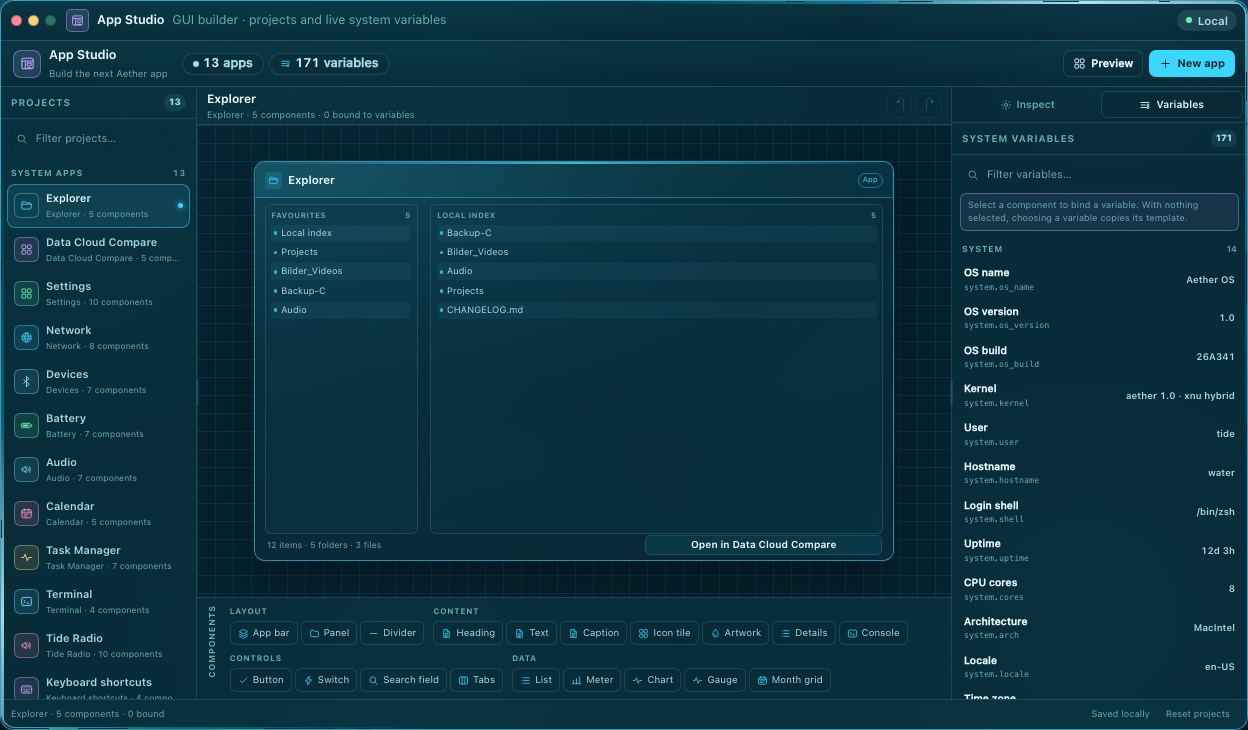 App Studio GUI builder · projects and live system variables
Local
App Studio
Build the next Aether app
13 apps
171 variables
Preview
New app
PROJECTS 13
Filter projects...
SYSTEM APPS 13
Explorer
Explorer · 5 components
Data Cloud Compare
Data Cloud Compare · 5 comp...
Settings
Settings · 10 components
Network
Network · 8 components
Devices
Devices · 7 components
Battery
Battery · 7 components
Audio
Audio · 7 components
Calendar
Calendar · 5 components
Task Manager
Task Manager · 7 components
Terminal
Terminal · 4 components
Tide Radio
Tide Radio · 10 components
Keyboard shortcuts
Keyboard shortcuts · 4 compo...
Explorer
Explorer · 5 components · 0 bound to variables
Explorer
App
FAVOURITES 5
Local index
Projects
Bilder_Videos
Backup-C
Audio
LOCAL INDEX 5
Backup-C
Bilder_Videos
Audio
Projects
CHANGELOG.md
12 items · 5 folders · 3 files
Open in Data Cloud Compare
COMPONENTS
LAYOUT
App bar
Panel
Divider
CONTENT
Heading
Text
Caption
Icon tile
Artwork
Details
Console
CONTROLS
Button
Switch
Search field
Tabs
DATA
List
Meter
Chart
Gauge
Month grid
Inspect
Variables
SYSTEM VARIABLES 171
Filter variables...
Select a component to bind a variable. With nothing
selected, choosing a variable copies its template.
SYSTEM 14
OS name
system.os_name
Aether OS
OS version
system.os_version
1.0
OS build
system.os_build
26A341
Kernel
system.kernel
aether 1.0 · xnu hybrid
User
system.user
tide
Hostname
system.hostname
water
Login shell
system.shell
/bin/zsh
Uptime
system.uptime
12d 3h
CPU cores
system.cores
8
Architecture
system.arch
MacIntel
Locale
system.locale
en-US
Time zone
Explorer · 5 components · 0 bound
Saved locally
Reset projects